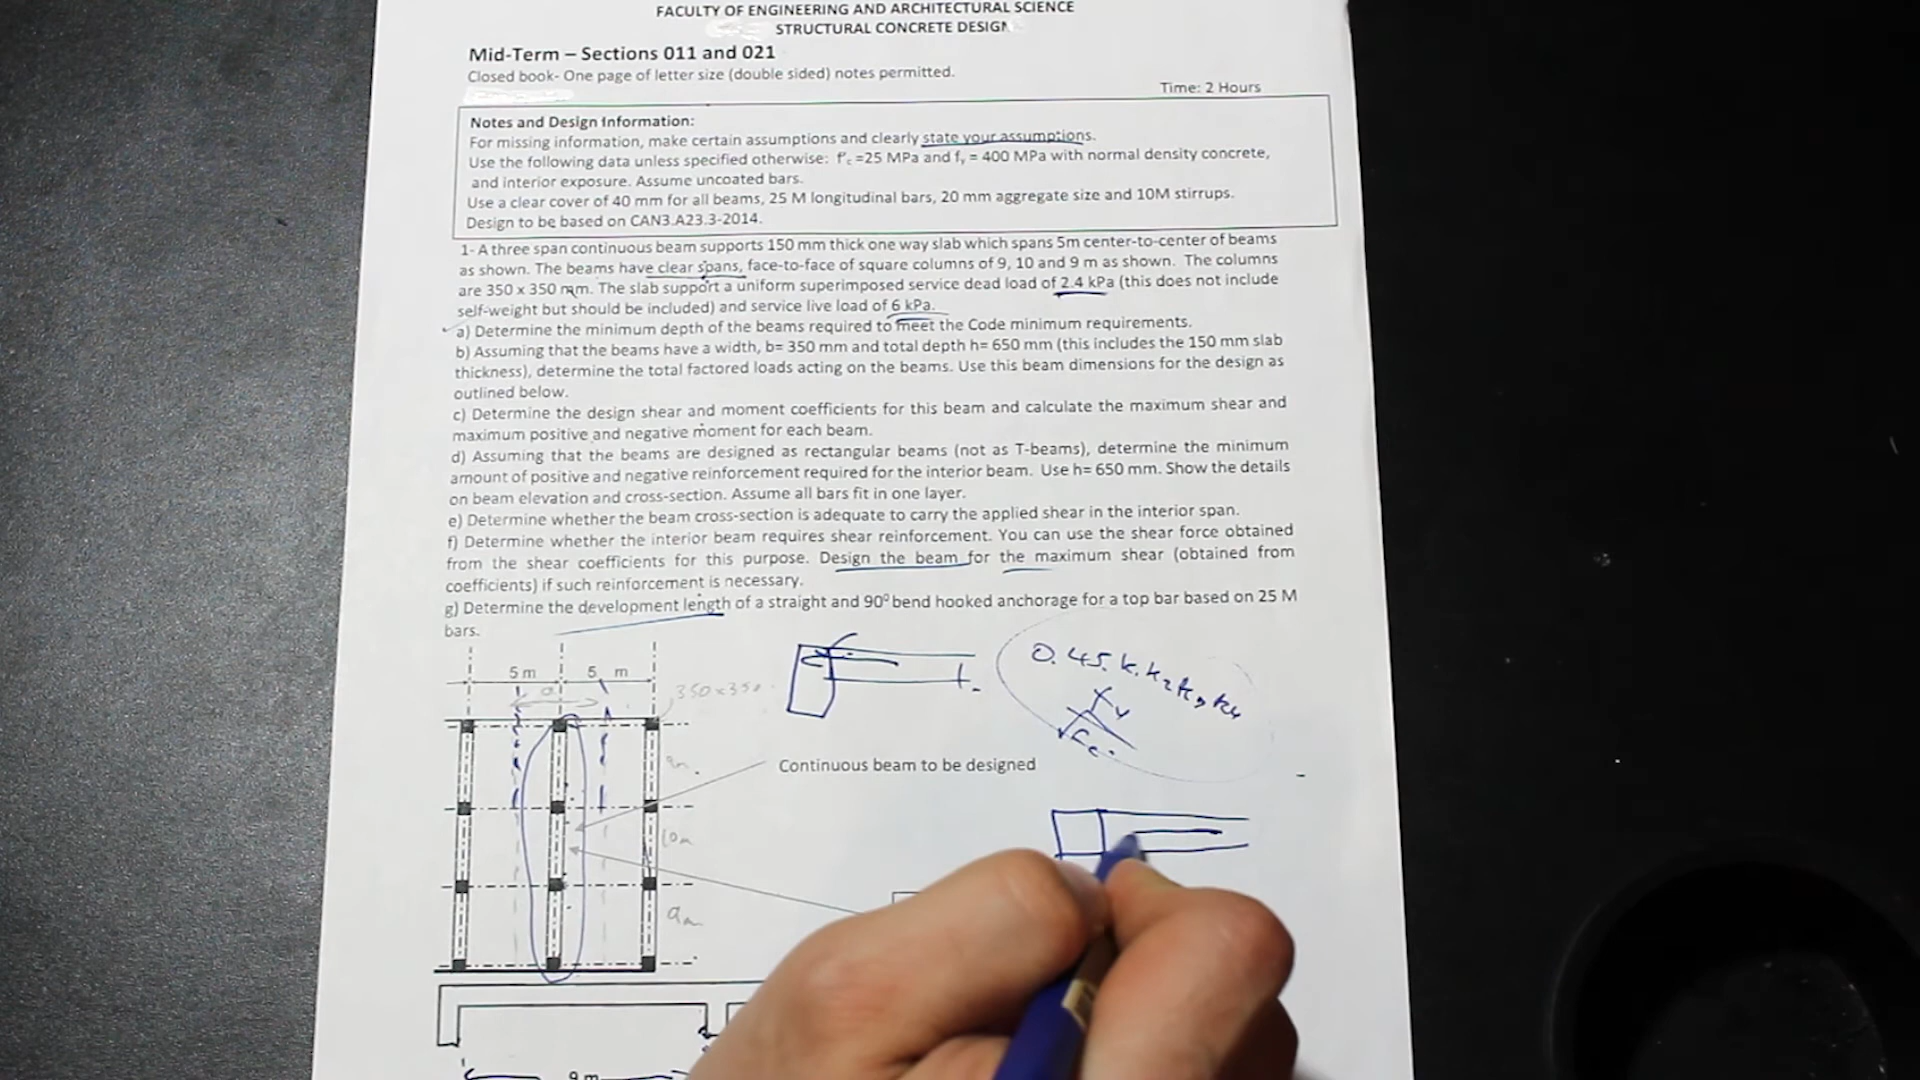 FACULTY OF ENGINEERING AND ARCHITECTURAL SCIENCE
STRUCTURAL CONCRETE DESIGN
Mid-Term – Sections 011 and 021
Closed book- One page of letter size (double sided) notes permitted.
Time: 2 Hours
Notes and Design Information:
For missing information, make certain assumptions and clearly state your assumptions.
Use the following data unless specified otherwise: f'c =25 MPa and fy = 400 MPa with normal density concrete,
and interior exposure. Assume uncoated bars.
Use a clear cover of 40 mm for all beams, 25 M longitudinal bars, 20 mm aggregate size and 10M stirrups.
Design to be based on CAN3.A23.3-2014.
1- A three span continuous beam supports 150 mm thick one way slab which spans 5m center-to-center of beams
as shown. The beams have clear spans, face-to-face of square columns of 9, 10 and 9 m as shown. The columns
are 350 x 350 mm. The slab support a uniform superimposed service dead load of 2.4 kPa (this does not include
self-weight but should be included) and service live load of 6 kPa.
a) Determine the minimum depth of the beams required to meet the Code minimum requirements.
b) Assuming that the beams have a width, b= 350 mm and total depth h= 650 mm (this includes the 150 mm slab
thickness), determine the total factored loads acting on the beams. Use this beam dimensions for the design as
outlined below.
c) Determine the design shear and moment coefficients for this beam and calculate the maximum shear and
maximum positive and negative moment for each beam.
d) Assuming that the beams are designed as rectangular beams (not as T-beams), determine the minimum
amount of positive and negative reinforcement required for the interior beam. Use h= 650 mm. Show the details
on beam elevation and cross-section. Assume all bars fit in one layer.
e) Determine whether the beam cross-section is adequate to carry the applied shear in the interior span.
f) Determine whether the interior beam requires shear reinforcement. You can use the shear force obtained
from the shear coefficients for this purpose. Design the beam for the maximum shear (obtained from
coefficients) if such reinforcement is necessary.
g) Determine the development length of a straight and 90⁰ bend hooked anchorage for a top bar based on 25 M
bars.
5 m 5 m
350x350
0.45.k.k2k3k4
fy
√f'c
Continuous beam to be designed
9m
10m
9m
9 m